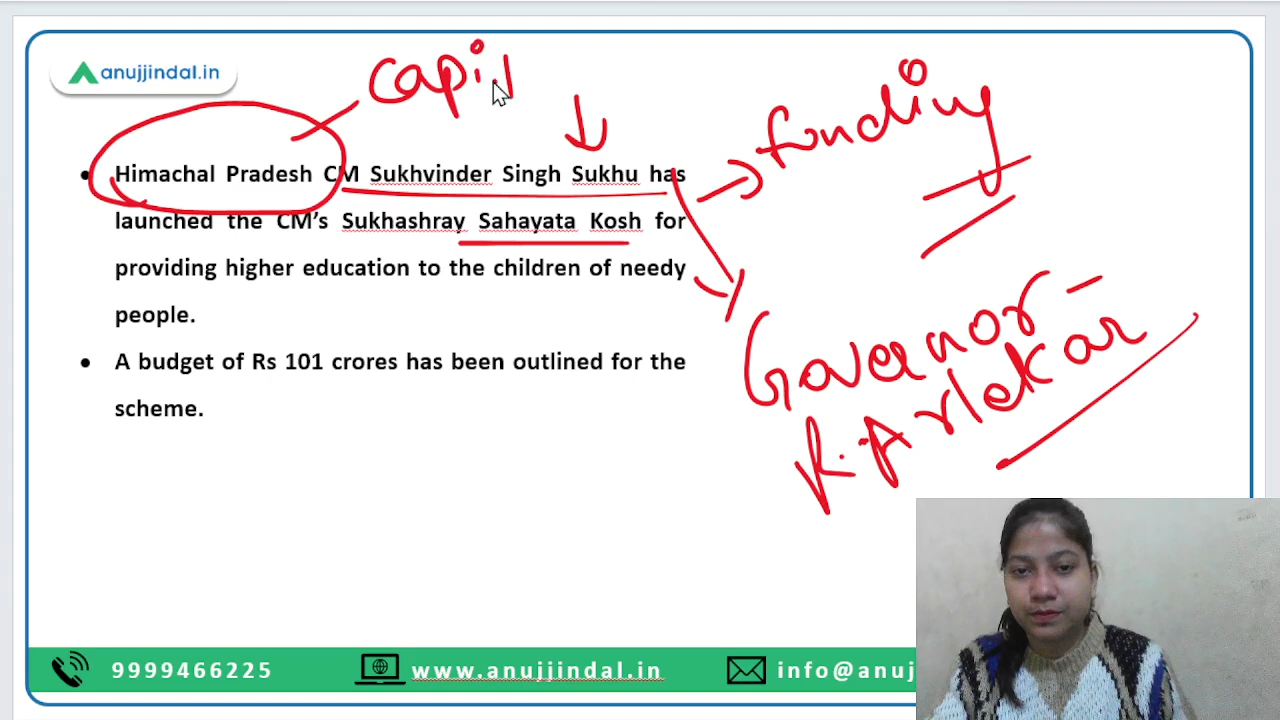 anujjindal.in
capi
funding
Himachal Pradesh CM Sukhvinder Singh Sukhu has
launched the CM’s Sukhashray Sahayata Kosh for
providing higher education to the children of needy
people.
Governor -
R. Arlekar
A budget of Rs 101 crores has been outlined for the
scheme.
9999466225
www.anujjindal.in
info@anuj